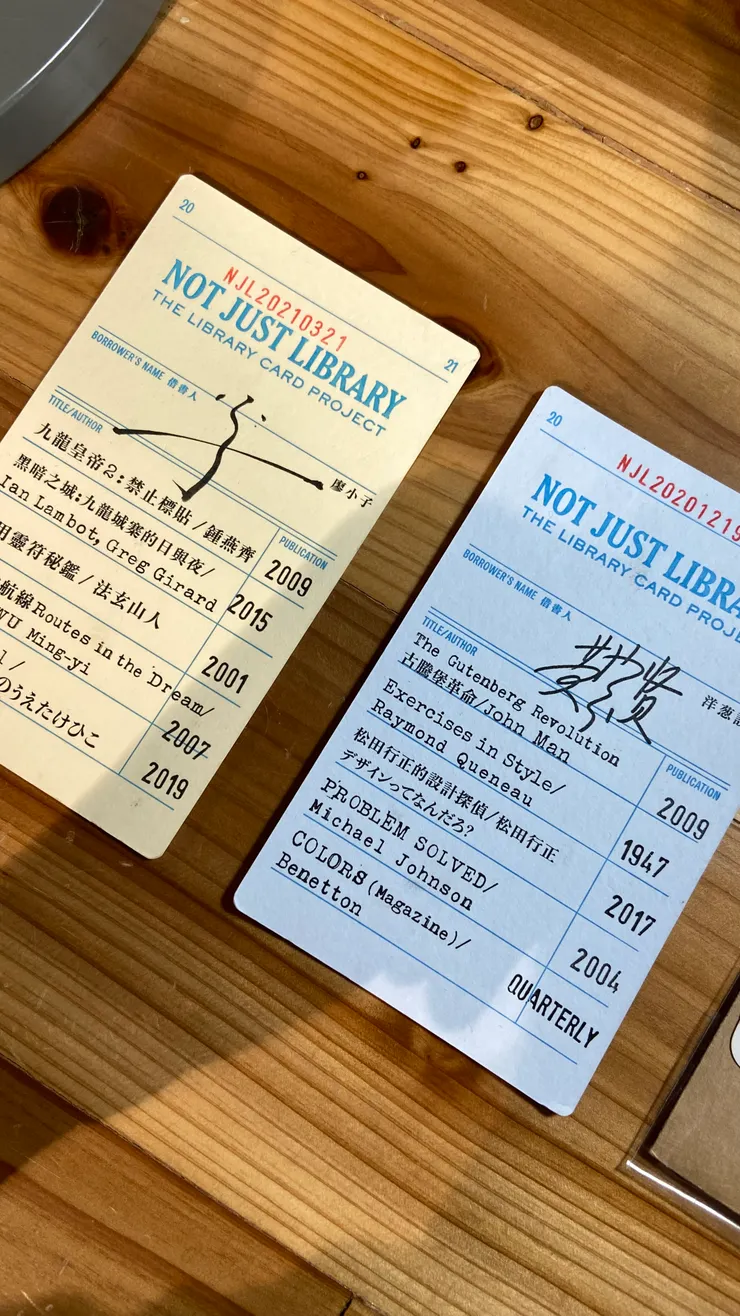 20
NJL20210321
21
NOT JUST LIBRARY
THE LIBRARY CARD PROJECT
BORROWER'S NAME 借書人
廖小子
TITLE/AUTHOR
PUBLICATION
九龍皇帝2:禁止標貼/鍾燕齊
2009
黑暗之城:九龍城寨的日與夜/
Ian Lambot, Greg Girard
2015
用靈符秘鑑/法玄山人
2001
航線Routes in the Dream/
WU Ming-yi
2007
のうえたけひこ
2019
20
NJL20201219
NOT JUST LIBRA
THE LIBRARY CARD PROJE
BORROWER'S NAME 借書人
洋葱
TITLE/AUTHOR
PUBLICATION
The Gutenberg Revolution
古騰堡革命/John Man
2009
Exercises in Style/
Raymond Queneau
1947
松田行正的設計探偵/松田行正
デザインってなんだろ?
2017
PROBLEM SOLVED/
Michael Johnson
2004
COLORS(Magazine)/
Benetton
QUARTERLY